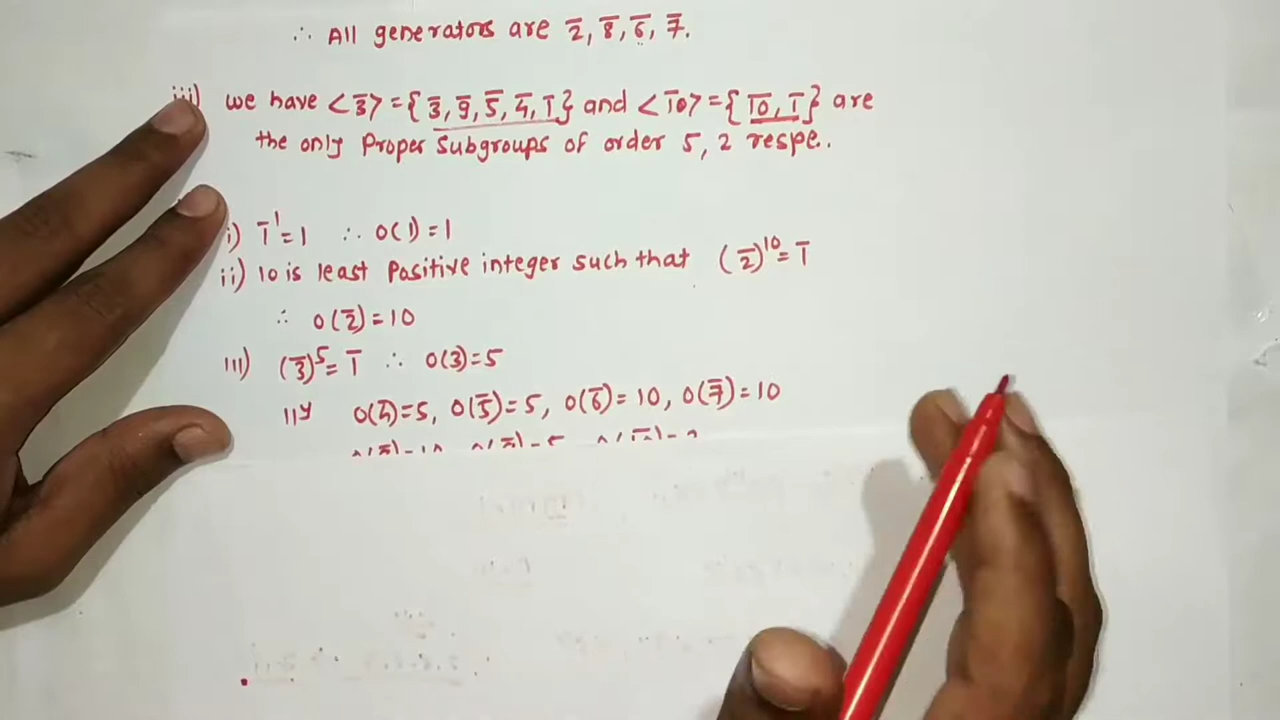 ∴ All generators are 2̅, 8̅, 6̅, 7̅.
iii) we have <3̅> = { 3̅, 9̅, 5̅, 4̅, 1̅ } and <1̅0̅> = { 1̅0̅, 1̅ } are
the only Proper subgroups of order 5, 2 respe.
i) 1̅¹ = 1 ∴ o(1) = 1
ii) 10 is least Positive integer such that (2̅)¹⁰ = 1̅
∴ o(2̅) = 10
III) (3̅)⁵ = 1̅ ∴ o(3) = 5
IIly o(4̅) = 5, o(5̅) = 5, o(6̅) = 10, o(7̅) = 10